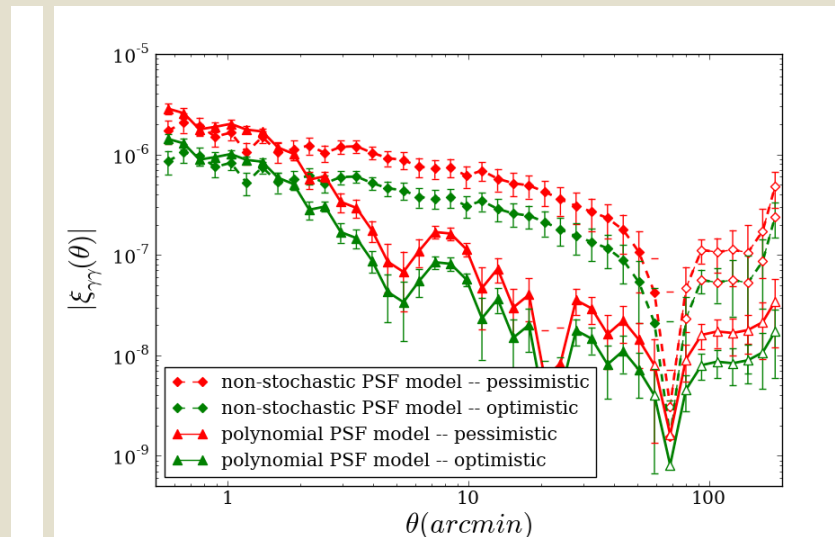 10^-5
10^-6
10^-7
10^-8
10^-9
|ξγγ(θ)|
non-stochastic PSF model -- pessimistic
non-stochastic PSF model -- optimistic
polynomial PSF model -- pessimistic
polynomial PSF model -- optimistic
1 10 100
θ(arcmin)